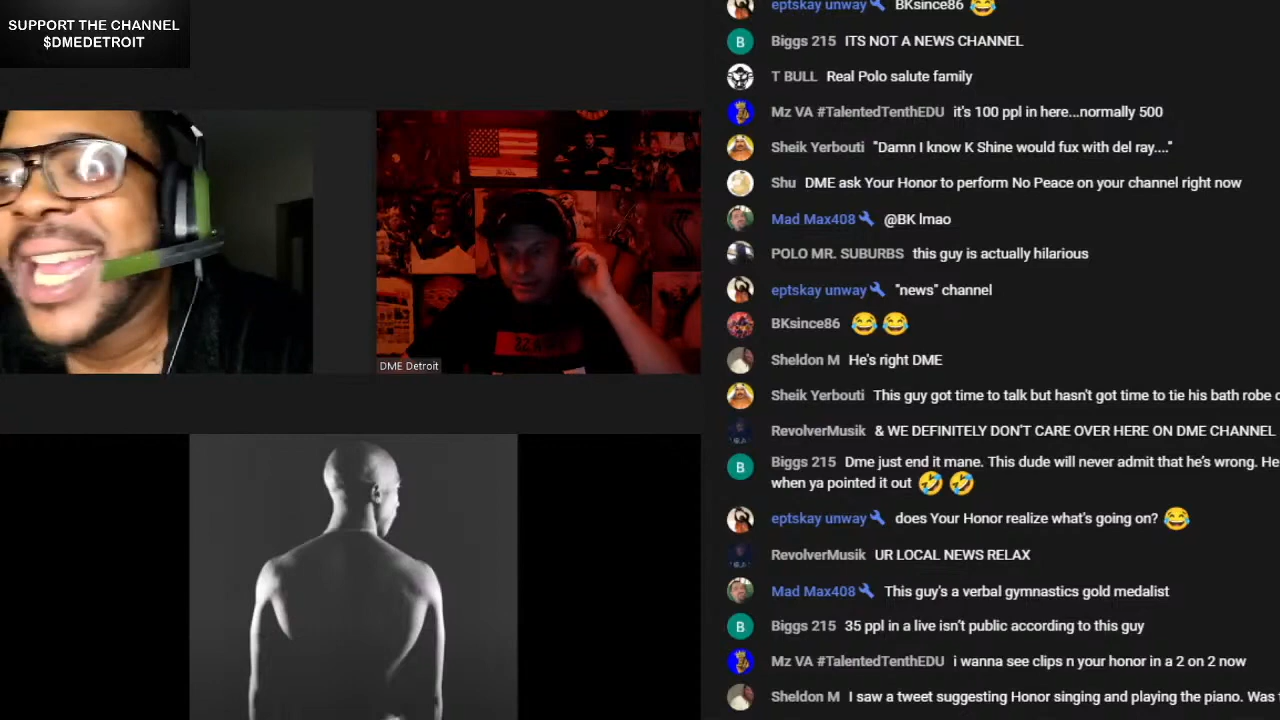 SUPPORT THE CHANNEL
$DMEDETROIT
DME Detroit
eptskay unway BKsince86 😂
B Biggs 215 ITS NOT A NEWS CHANNEL
T BULL Real Polo salute family
Mz VA #TalentedTenthEDU it's 100 ppl in here...normally 500
Sheik Yerbouti "Damn I know K Shine would fux with del ray...."
Shu DME ask Your Honor to perform No Peace on your channel right now
Mad Max408 @BK lmao
POLO MR. SUBURBS this guy is actually hilarious
eptskay unway "news" channel
BKsince86 😂😂
Sheldon M He's right DME
Sheik Yerbouti This guy got time to talk but hasn't got time to tie his bath robe
RevolverMusik & WE DEFINITELY DON'T CARE OVER HERE ON DME CHANNEL
B Biggs 215 Dme just end it mane. This dude will never admit that he's wrong. He
when ya pointed it out 🤣🤣
eptskay unway does Your Honor realize what's going on? 😂
RevolverMusik UR LOCAL NEWS RELAX
Mad Max408 This guy's a verbal gymnastics gold medalist
B Biggs 215 35 ppl in a live isn't public according to this guy
Mz VA #TalentedTenthEDU i wanna see clips n your honor in a 2 on 2 now
Sheldon M I saw a tweet suggesting Honor singing and playing the piano. Was